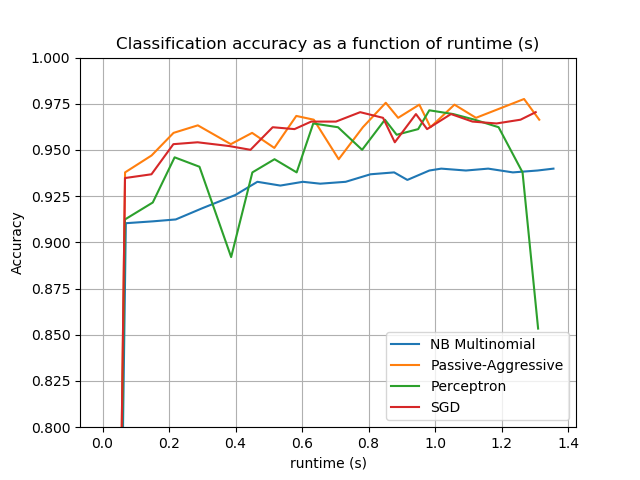 Classification accuracy as a function of runtime (s)
1.000
0.975
0.950
0.925
0.900
0.875
0.850
0.825
0.800
Accuracy
NB Multinomial
Passive-Aggressive
Perceptron
SGD
0.0 0.2 0.4 0.6 0.8 1.0 1.2 1.4
runtime (s)